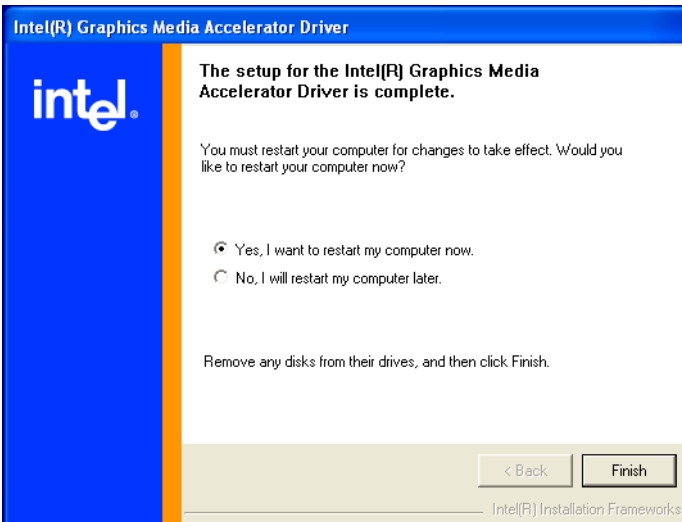 Intel(R) Graphics Media Accelerator Driver
intel®
The setup for the Intel(R) Graphics Media
Accelerator Driver is complete.
You must restart your computer for changes to take effect. Would you
like to restart your computer now?
Yes, I want to restart my computer now.
No, I will restart my computer later.
Remove any disks from their drives, and then click Finish.
< Back
Finish
Intel(R) Installation Frameworks